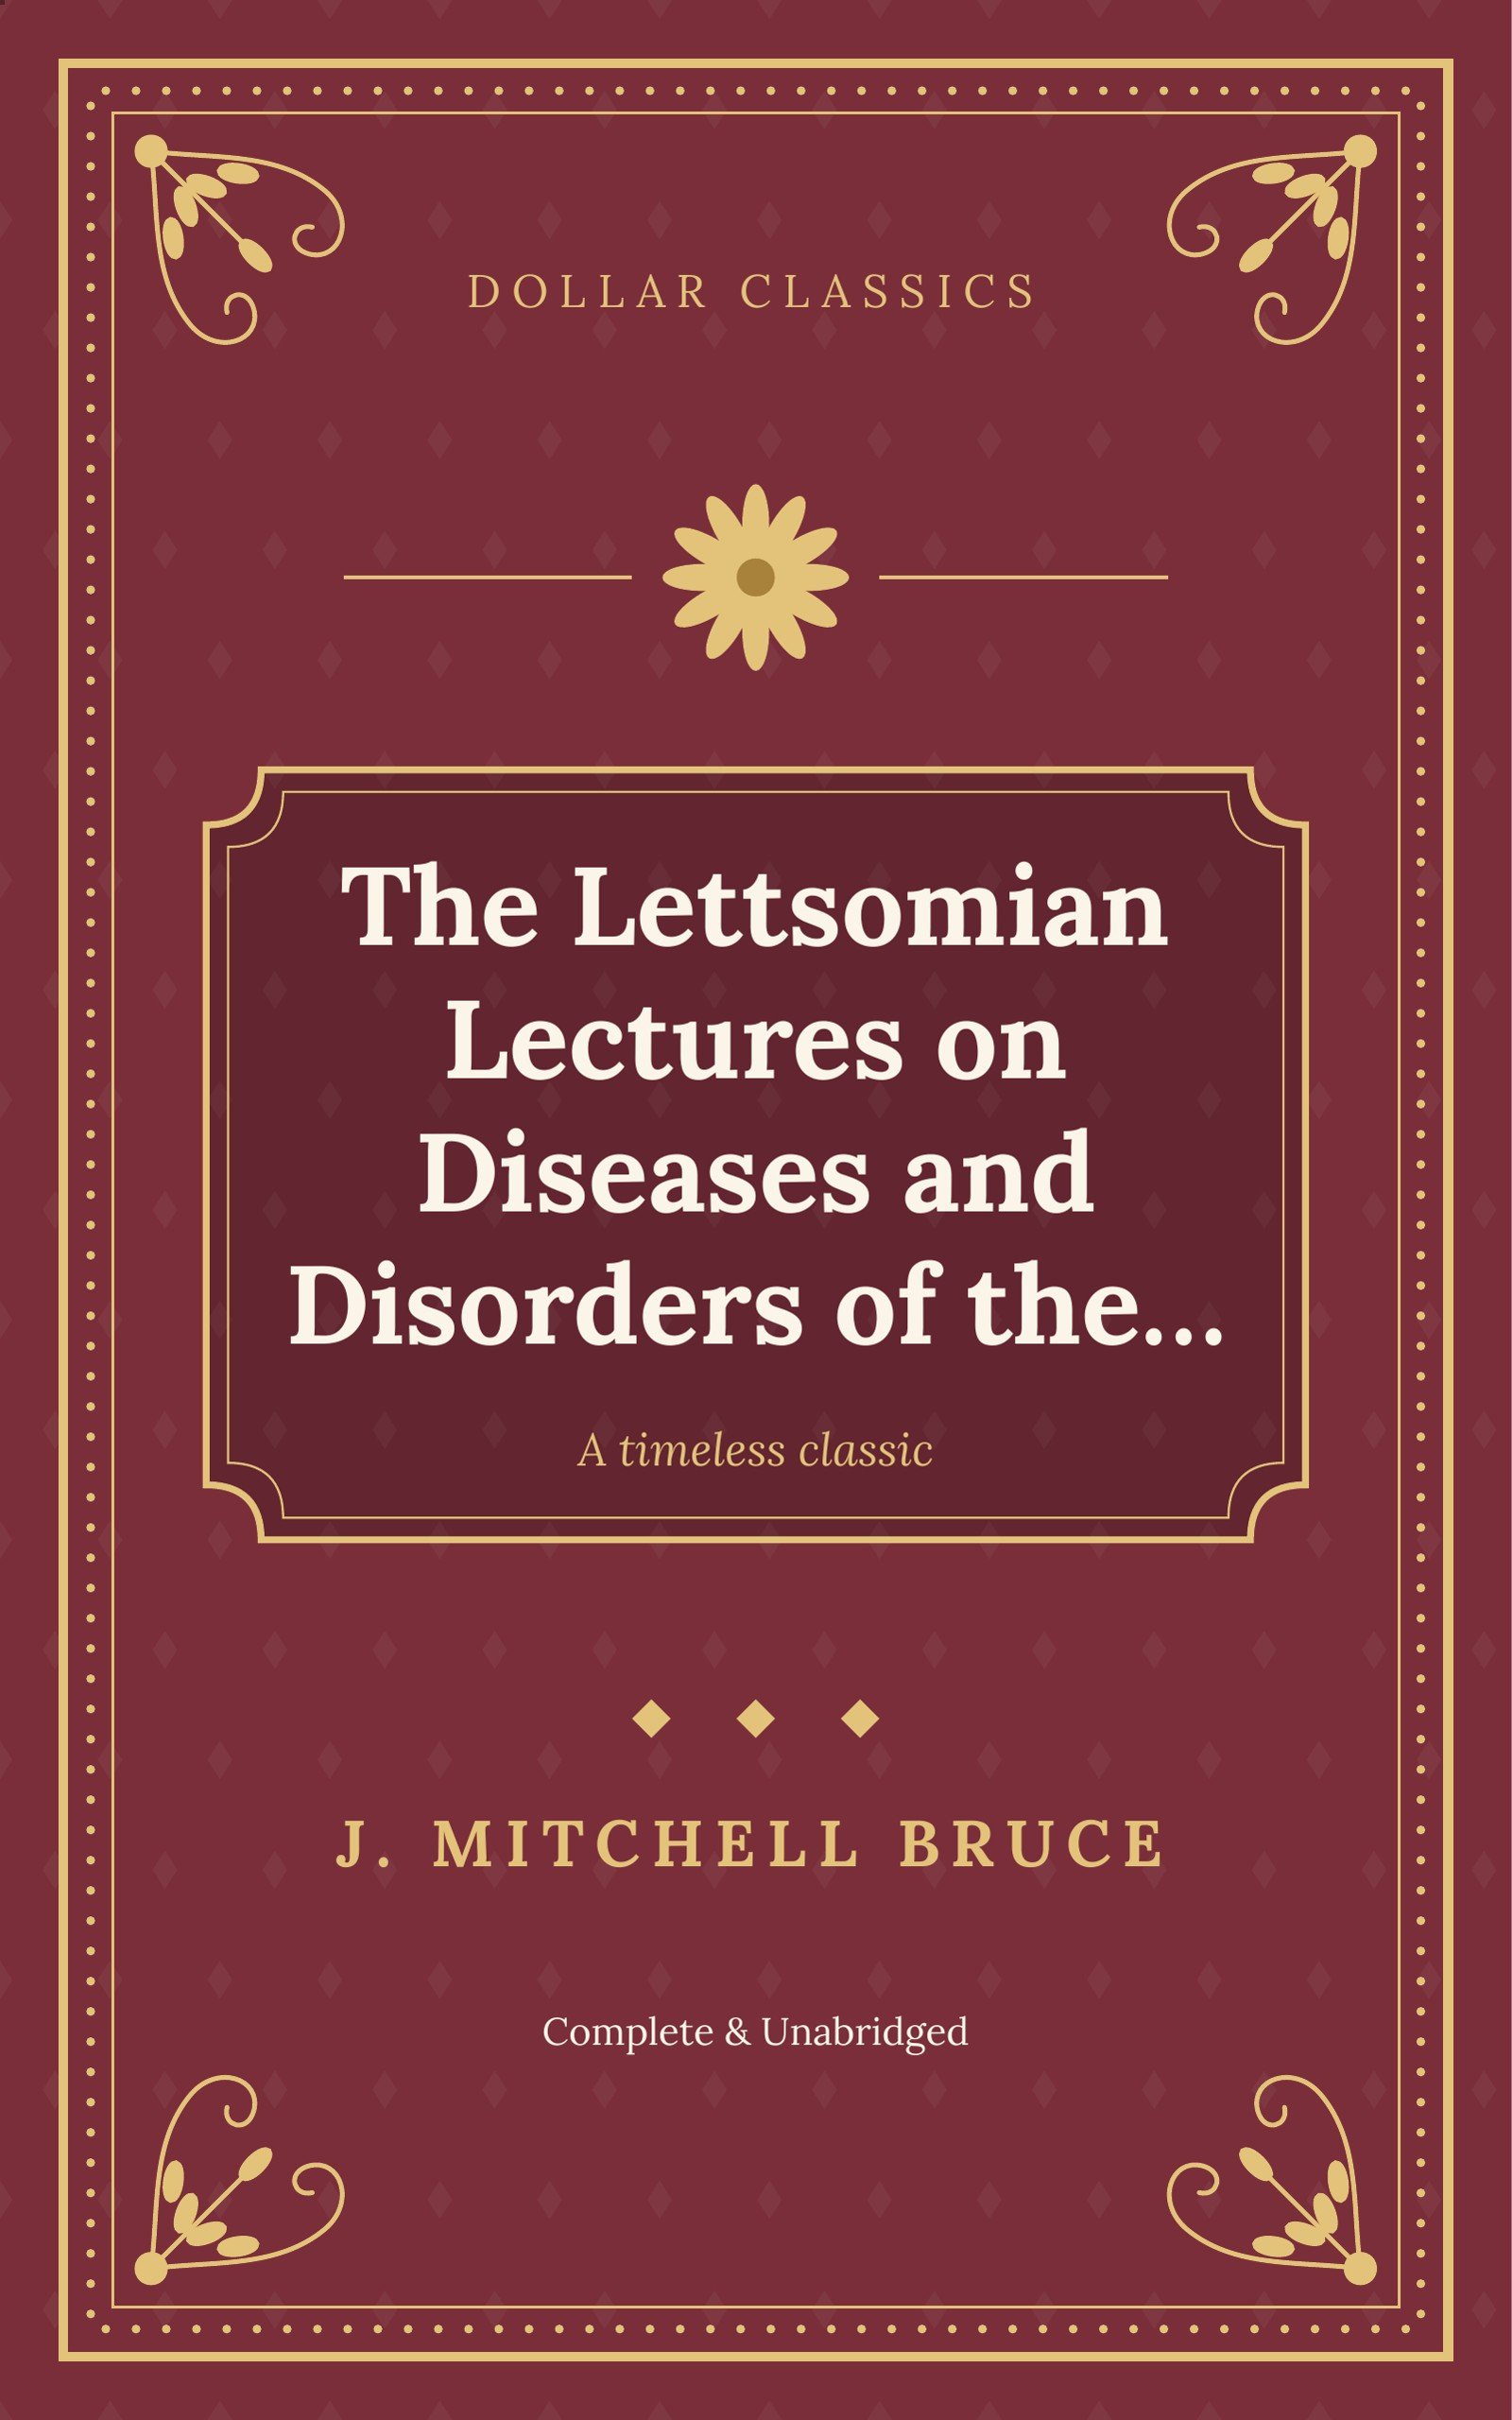 DOLLAR CLASSICS
The Lettsomian
Lectures on
Diseases and
Disorders of the...
A timeless classic
J. MITCHELL BRUCE
Complete & Unabridged